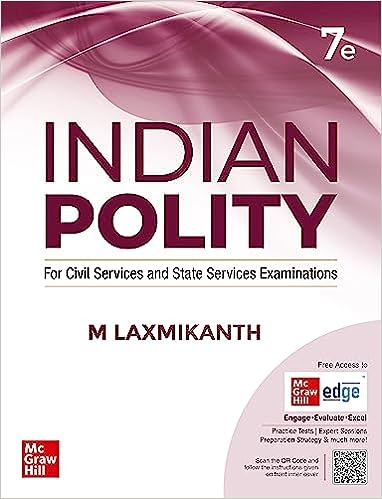 7e
INDIAN
POLITY
For Civil Services and State Services Examinations
M LAXMIKANTH
Free Access to
Mc
Graw
Hill
edge™
Engage•Evaluate•Excel
Practice Tests | Expert Sessions
Preparation Strategy & much more!
Scan the QR Code and
follow the instructions given
on front inner cover
Mc
Graw
Hill